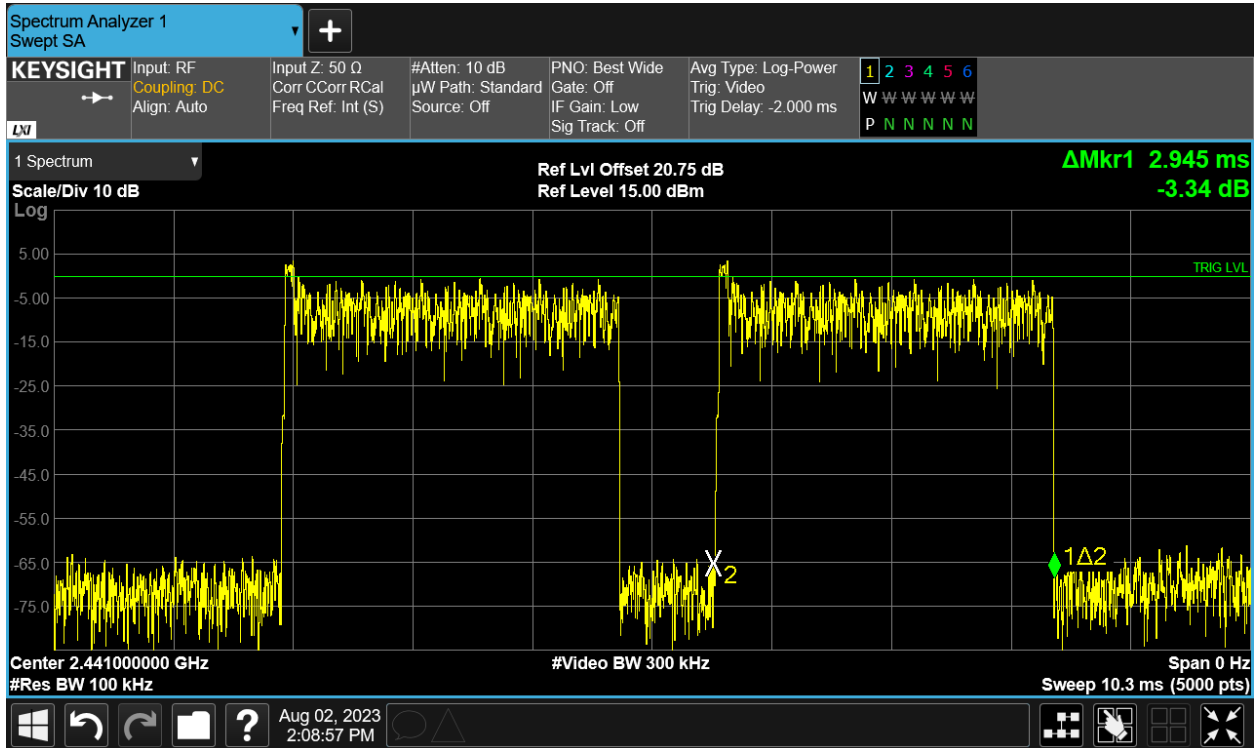 Spectrum Analyzer 1
Swept SA
KEYSIGHT
LXI
Input: RF
Coupling: DC
Align: Auto
Input Z: 50 Ω
Corr CCorr RCal
Freq Ref: Int (S)
#Atten: 10 dB
µW Path: Standard
Source: Off
PNO: Best Wide
Gate: Off
IF Gain: Low
Sig Track: Off
Avg Type: Log-Power
Trig: Video
Trig Delay: -2.000 ms
1 2 3 4 5 6
W W W W W W
P N N N N N
1 Spectrum
Scale/Div 10 dB
Log
Ref Lvl Offset 20.75 dB
Ref Level 15.00 dBm
ΔMkr1 2.945 ms
-3.34 dB
5.00
TRIG LVL
-5.00
-15.0
-25.0
-35.0
-45.0
-55.0
-65.0
2
1Δ2
-75.0
Center 2.441000000 GHz
#Res BW 100 kHz
#Video BW 300 kHz
Span 0 Hz
Sweep 10.3 ms (5000 pts)
?
Aug 02, 2023
2:08:57 PM